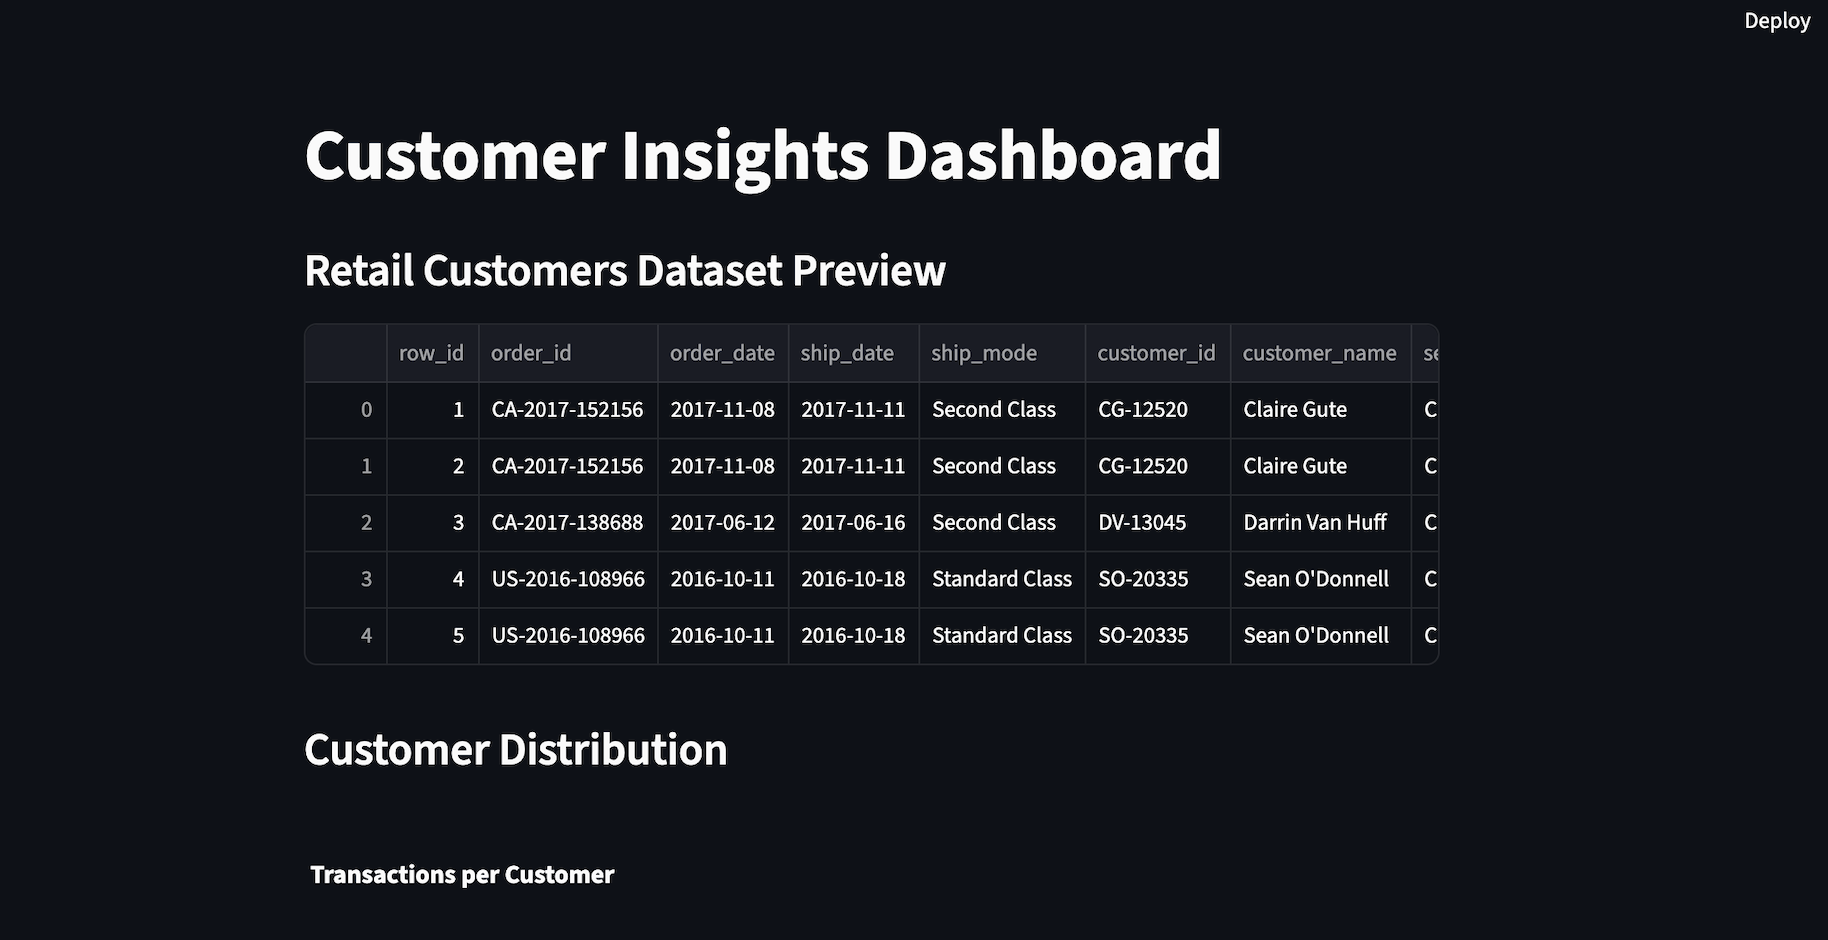 Deploy
Customer Insights Dashboard
Retail Customers Dataset Preview
row_id order_id order_date ship_date ship_mode customer_id customer_name se
0 1 CA-2017-152156 2017-11-08 2017-11-11 Second Class CG-12520 Claire Gute C
1 2 CA-2017-152156 2017-11-08 2017-11-11 Second Class CG-12520 Claire Gute C
2 3 CA-2017-138688 2017-06-12 2017-06-16 Second Class DV-13045 Darrin Van Huff C
3 4 US-2016-108966 2016-10-11 2016-10-18 Standard Class SO-20335 Sean O'Donnell C
4 5 US-2016-108966 2016-10-11 2016-10-18 Standard Class SO-20335 Sean O'Donnell C
Customer Distribution
Transactions per Customer